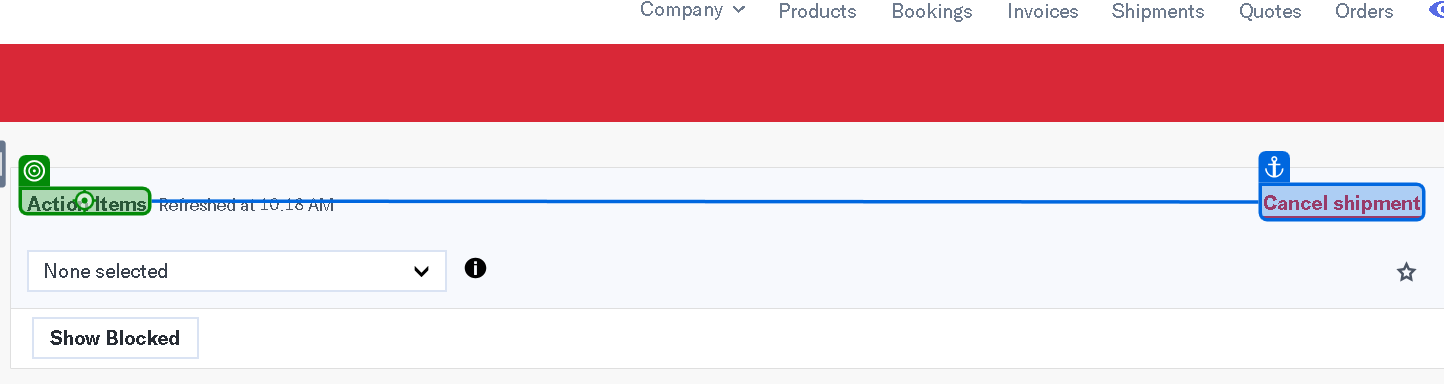 Company Products Bookings Invoices Shipments Quotes Orders
Action Items Refreshed at 10:18 AM Cancel shipment
None selected
Show Blocked